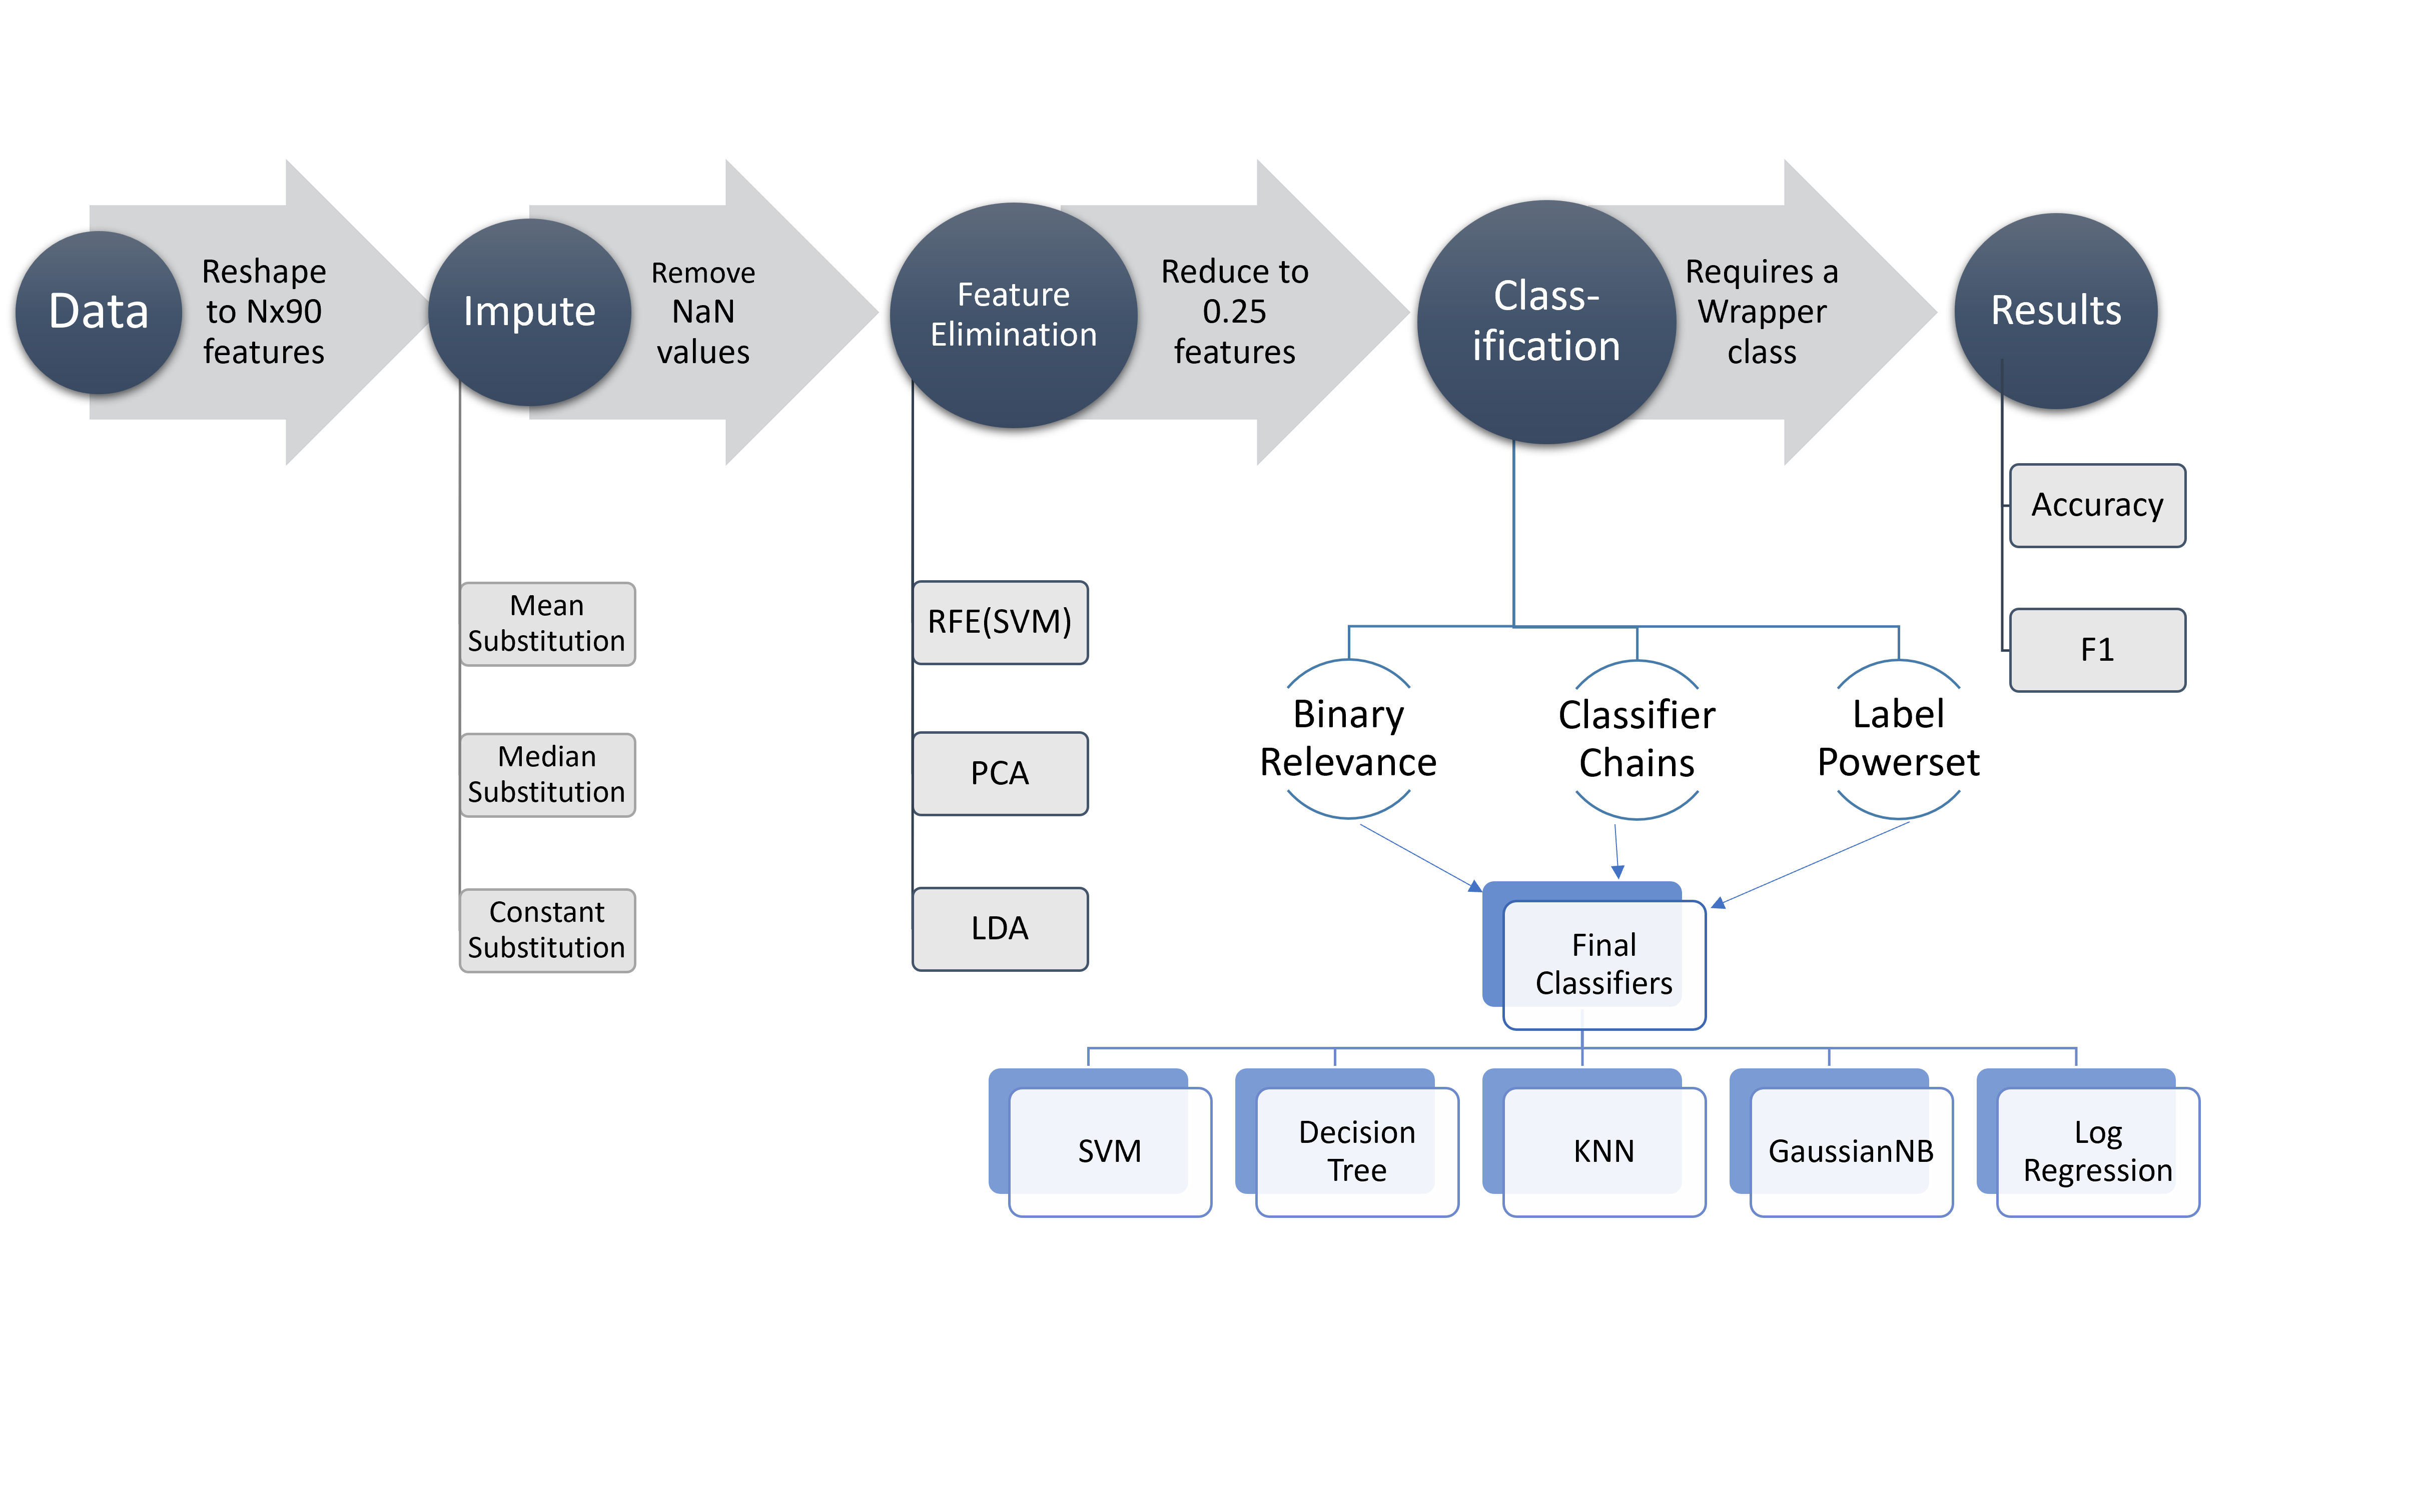 Data
Reshape
to Nx90
features
Impute
Remove
NaN
values
Feature
Elimination
Reduce to
0.25
features
Class-
ification
Requires a
Wrapper
class
Results
Mean
Substitution
Median
Substitution
Constant
Substitution
RFE(SVM)
PCA
LDA
Binary
Relevance
Classifier
Chains
Label
Powerset
Accuracy
F1
Final
Classifiers
SVM
Decision
Tree
KNN
GaussianNB
Log
Regression